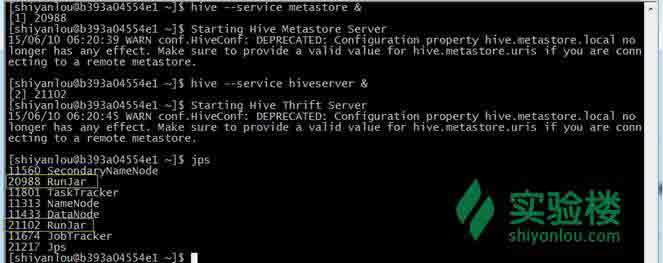 [shiyanlou@b393a04554e1 ~]$ hive --service metastore &
[1] 20988
[shiyanlou@b393a04554e1 ~]$ Starting Hive Metastore Server
15/06/10 06:20:39 WARN conf.HiveConf: DEPRECATED: Configuration property hive.metastore.local no
longer has any effect. Make sure to provide a valid value for hive.metastore.uris if you are conn
ecting to a remote metastore.
[shiyanlou@b393a04554e1 ~]$ hive --service hiveserver &
[2] 21102
[shiyanlou@b393a04554e1 ~]$ Starting Hive Thrift Server
15/06/10 06:20:45 WARN conf.HiveConf: DEPRECATED: Configuration property hive.metastore.local no
longer has any effect. Make sure to provide a valid value for hive.metastore.uris if you are conn
ecting to a remote metastore.
[shiyanlou@b393a04554e1 ~]$ jps
11560 SecondaryNameNode
20988 RunJar
11801 TaskTracker
11313 NameNode
11433 DataNode
21102 RunJar
11674 JobTracker
21217 Jps
[shiyanlou@b393a04554e1 ~]$
实验楼
shiyanlou.com